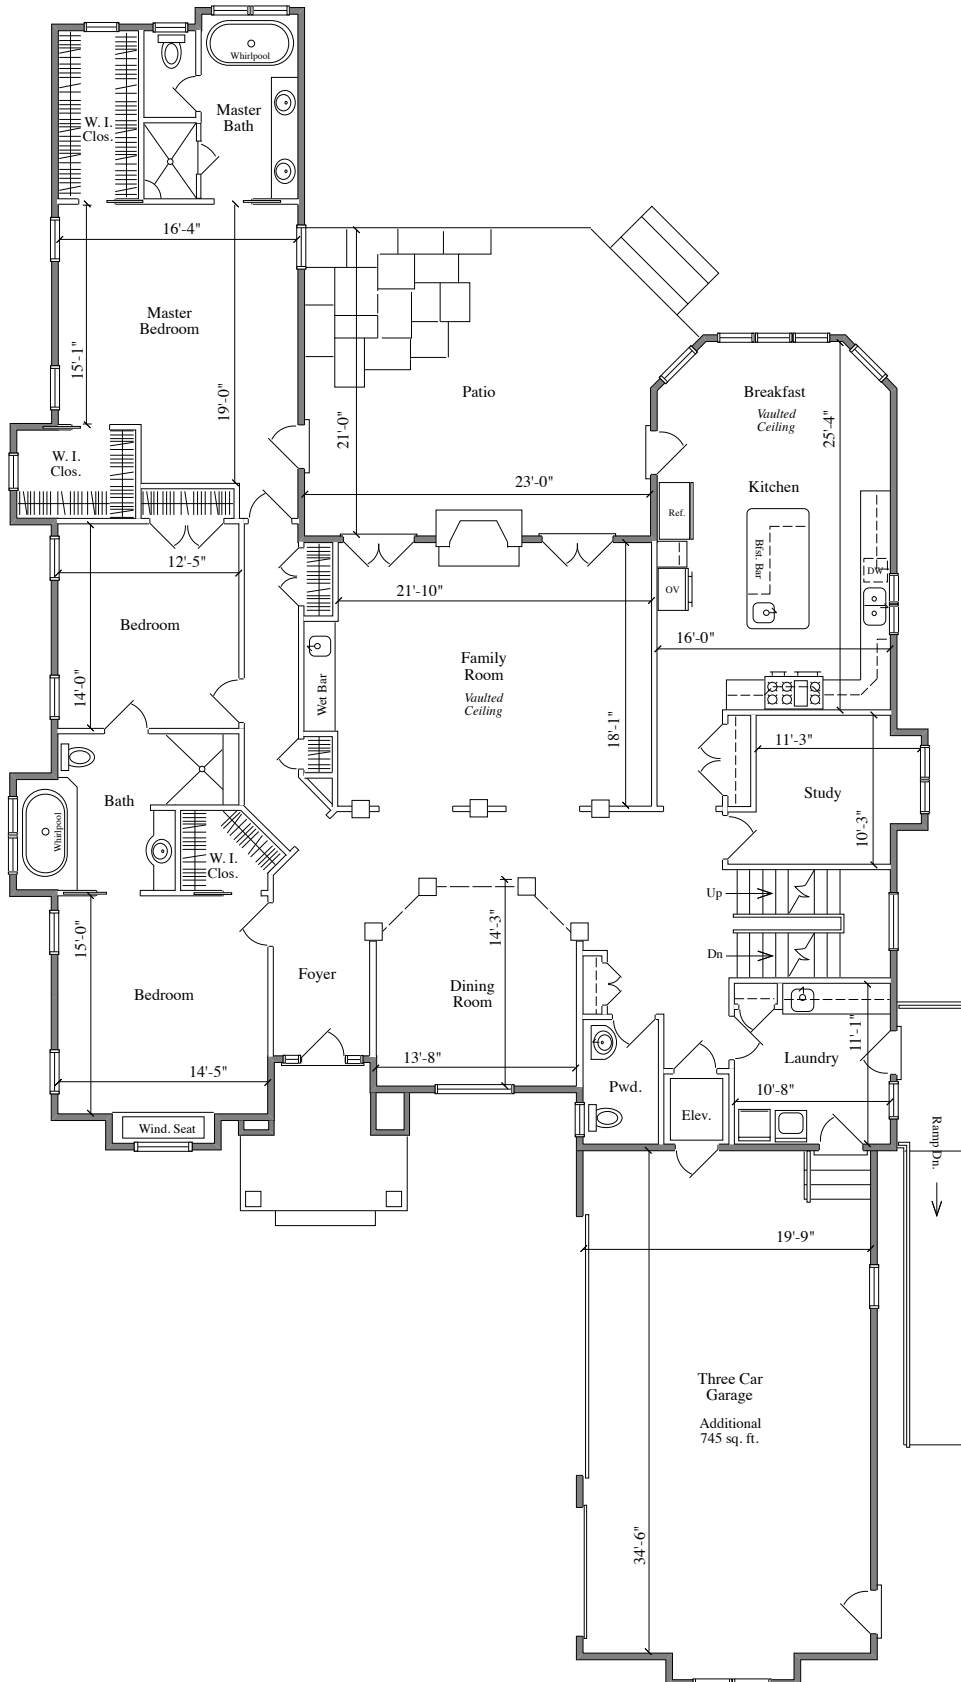 Whirlpool
W. I.
Clos.
Master
Bath
16'-4"
Master
Bedroom
15'-1"
19'-0"
21'-0"
Patio
23'-0"
Breakfast
Vaulted
Ceiling
25'-4"
W. I.
Clos.
Kitchen
Ref.
Bfst. Bar
DW
OV
12'-5"
21'-10"
Bedroom
14'-0"
16'-0"
Family
Room
Vaulted
Ceiling
Wet Bar
18'-1"
11'-3"
Study
10'-3"
Bath
Whirlpool
W. I.
Clos.
Up
Dn
15'-0"
14'-3"
Foyer
Bedroom
Dining
Room
11'-1"
Laundry
14'-5"
13'-8"
Pwd.
10'-8"
Elev.
Wind. Seat
Ramp Dn.
19'-9"
Three Car
Garage
Additional
745 sq. ft.
34'-6"